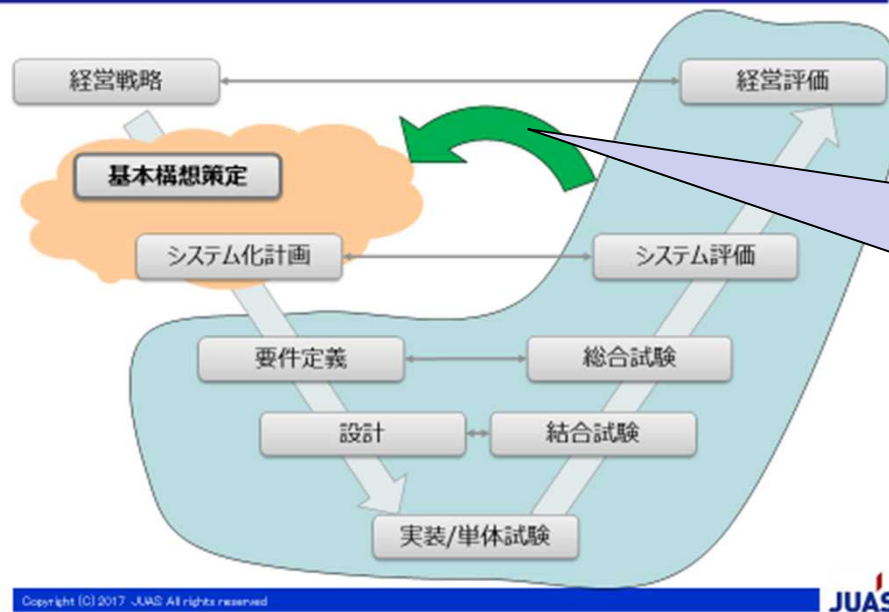 経営戦略
経営評価
基本構想策定
システム化計画
システム評価
要件定義
総合試験
設計
結合試験
実装/単体試験
Copyright (C) 2017 JUAS All rights reserved
JUAS